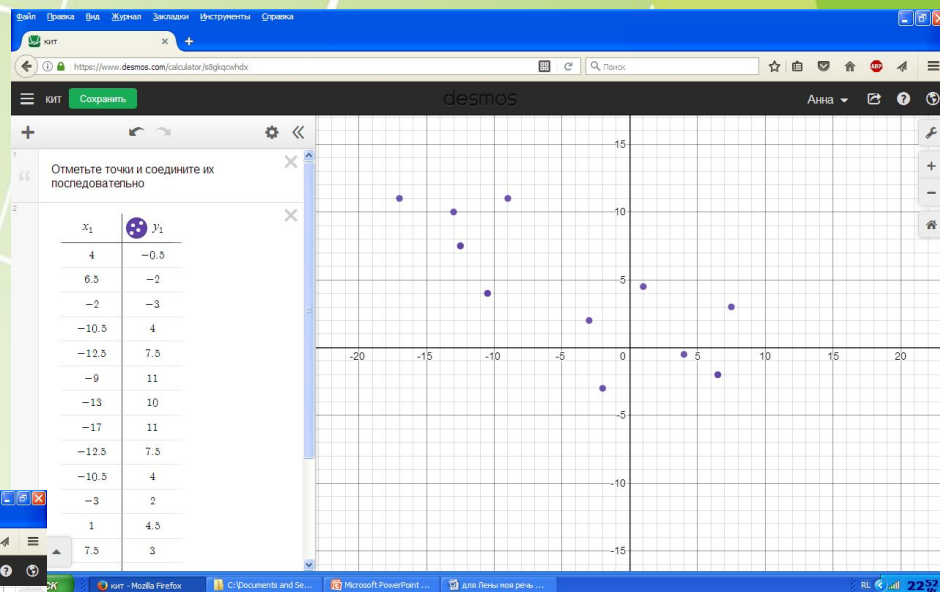 Файл Правка Вид Журнал Закладки Инструменты Справка
кит
https://www.desmos.com/calculator/s8gkqcwhdx
Поиск
кит Сохранить desmos Анна
1
Отметьте точки и соедините их
последовательно
2
x₁ y₁
4 −0.5
6.5 −2
−2 −3
−10.5 4
−12.5 7.5
−9 11
−13 10
−17 11
−12.5 7.5
−10.5 4
−3 2
1 4.5
7.5 3
15
10
5
-20 -15 -10 -5 0 5 10 15 20
-5
-10
-15
кит - Mozilla Firefox C:\Documents and Se... Microsoft PowerPoint ... для Лены моя речь ... RL 22 52